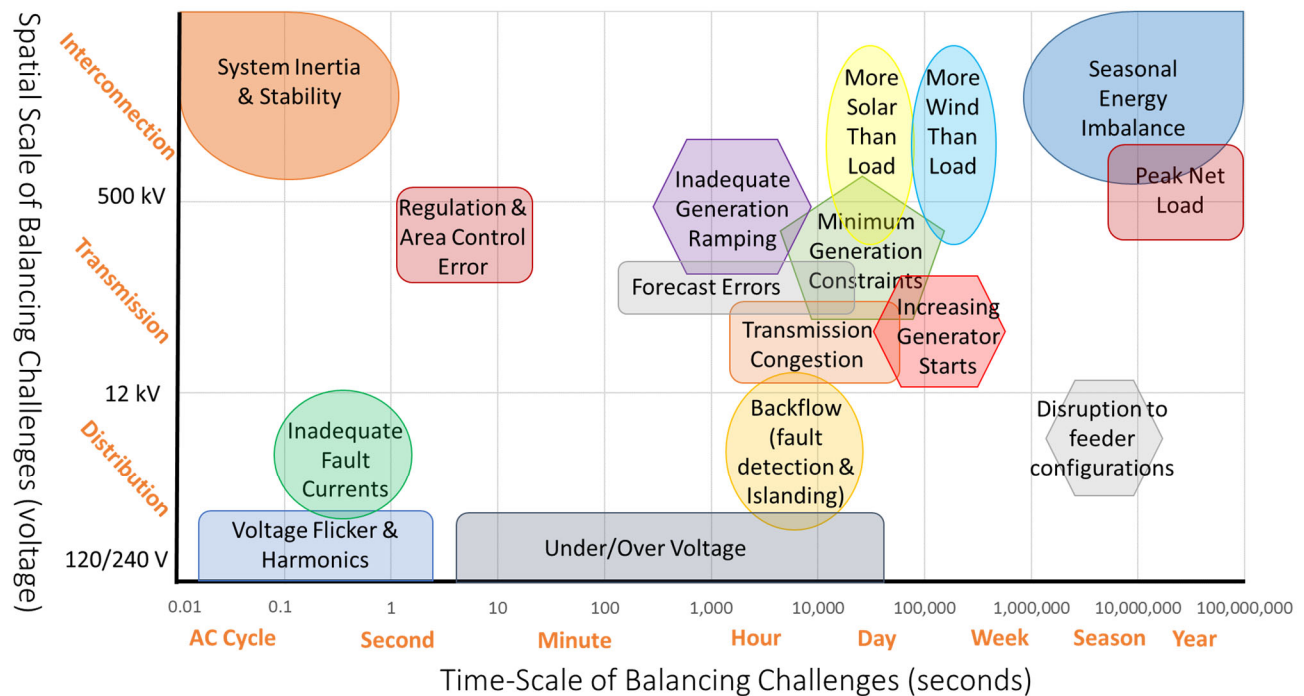 Spatial Scale of Balancing Challenges (voltage)
Interconnection
Transmission
Distribution
500 kV
12 kV
120/240 V
System Inertia
& Stability
More
Solar
Than
Load
More
Wind
Than
Load
Seasonal
Energy
Imbalance
Peak Net
Load
Regulation &
Area Control
Error
Inadequate
Generation
Ramping
Minimum
Generation
Constraints
Forecast Errors
Transmission
Congestion
Increasing
Generator
Starts
Inadequate
Fault
Currents
Backflow
(fault
detection &
Islanding)
Disruption to
feeder
configurations
Voltage Flicker &
Harmonics
Under/Over Voltage
0.01 0.1 1 10 100 1,000 10,000 100,000 1,000,000 10,000,000 100,000,000
AC Cycle Second Minute Hour Day Week Season Year
Time-Scale of Balancing Challenges (seconds)